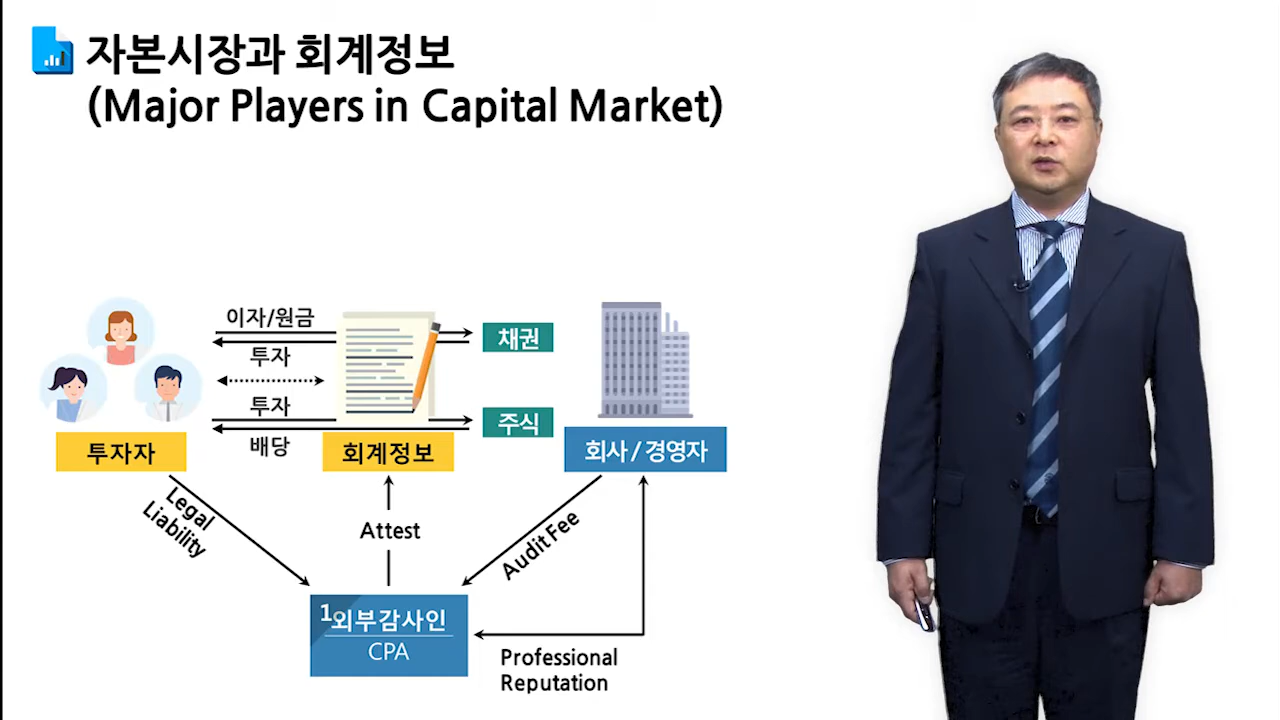 자본시장과 회계정보
(Major Players in Capital Market)
이자/원금
채권
투자
투자
주식
배당
투자자
회계정보
회사 / 경영자
Legal
Liability
Attest
Audit Fee
1.
외부감사인
CPA
Professional
Reputation